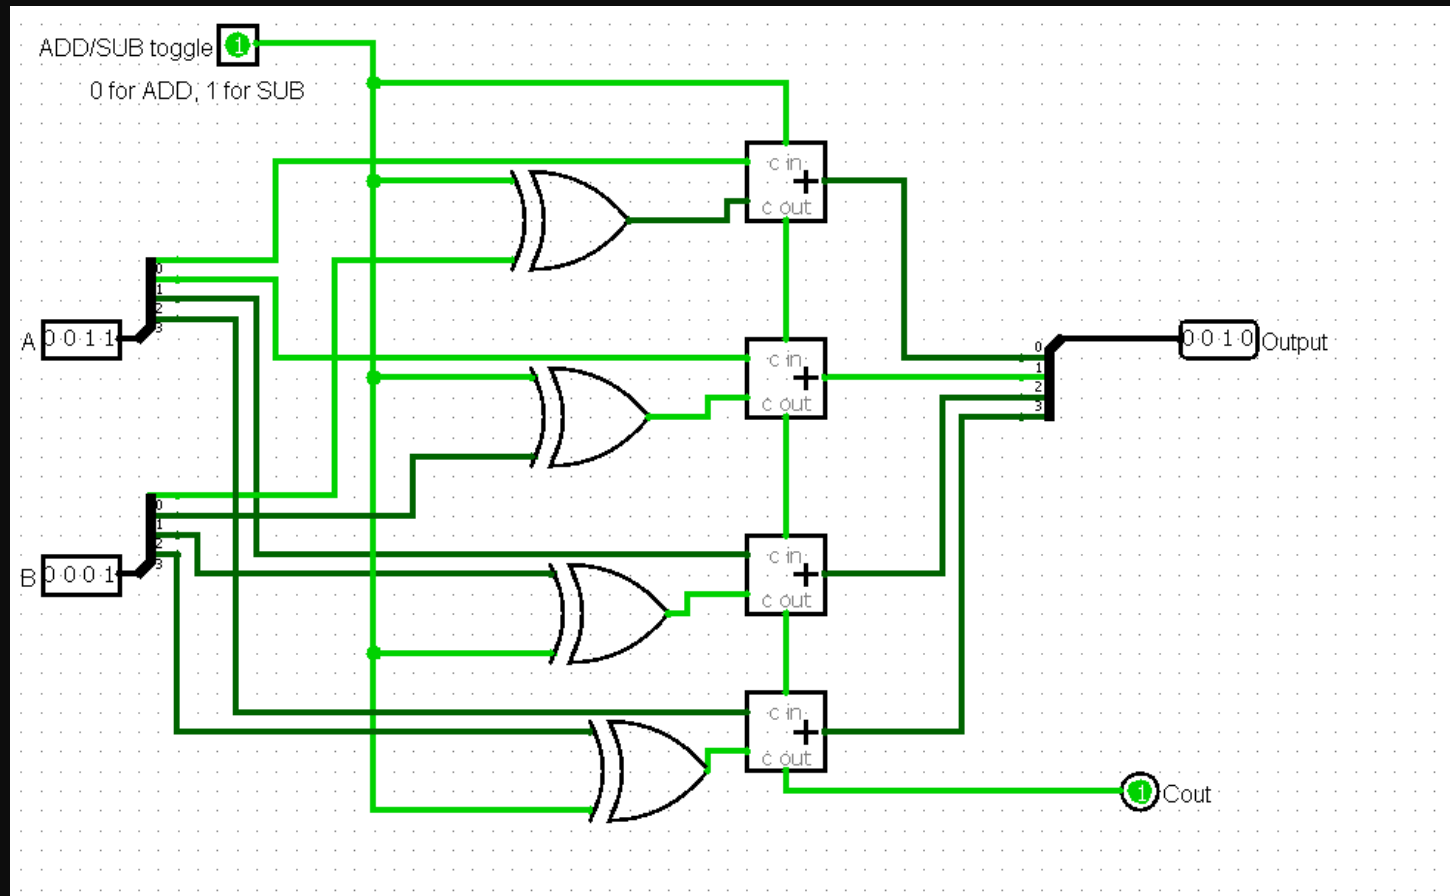 ADD/SUB toggle 1
0 for ADD, 1 for SUB
c in
+
c out
0
1
2
3
A 0 0 1 1
c in
+
c out
0
1
2
3
0 0 1 0 Output
0
1
2
3
B 0 0 0 1
c in
+
c out
c in
+
c out
1 Cout